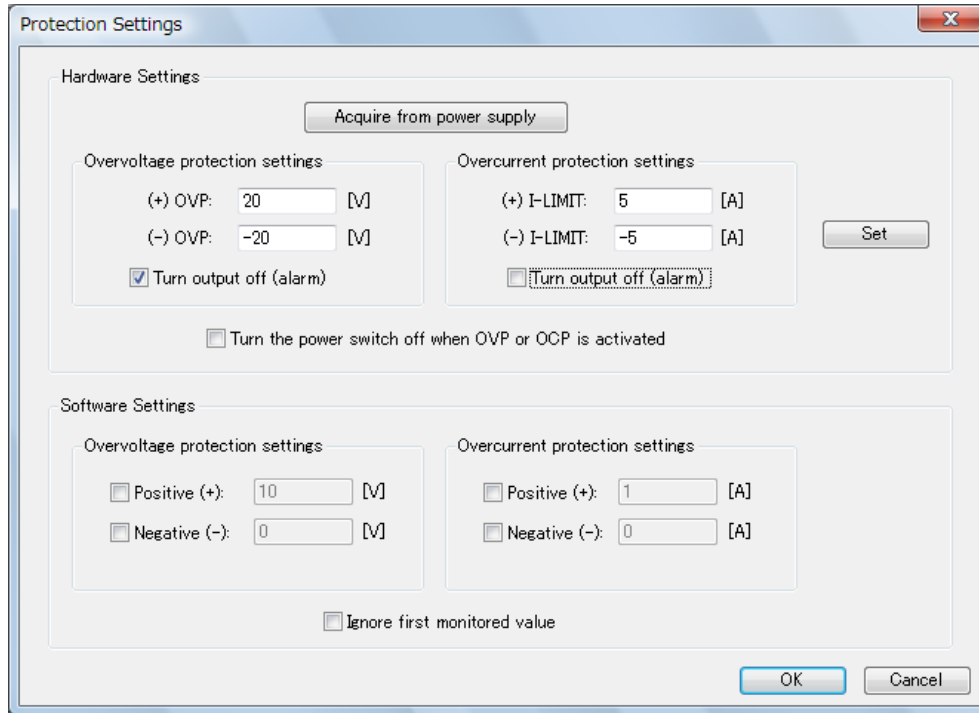 Protection Settings
Hardware Settings
Acquire from power supply
Overvoltage protection settings
(+) OVP: 20 [V]
(-) OVP: -20 [V]
Turn output off (alarm)
Overcurrent protection settings
(+) I-LIMIT: 5 [A]
(-) I-LIMIT: -5 [A]
Turn output off (alarm)
Set
Turn the power switch off when OVP or OCP is activated
Software Settings
Overvoltage protection settings
Positive (+): 10 [V]
Negative (-): 0 [V]
Overcurrent protection settings
Positive (+): 1 [A]
Negative (-): 0 [A]
Ignore first monitored value
OK Cancel